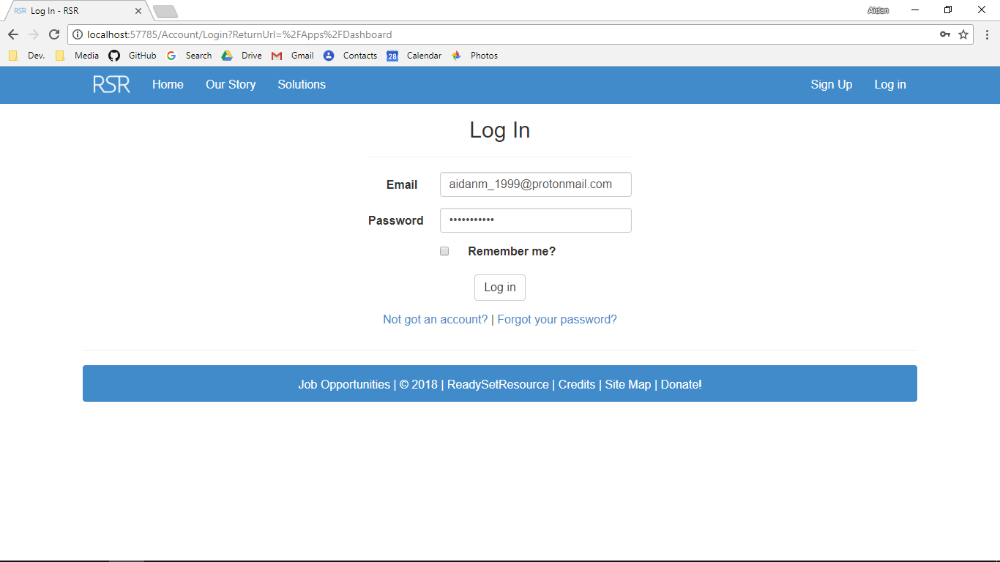 RSR Log In - RSR
Aidan
localhost:57785/Account/Login?ReturnUrl=%2FApps%2FDashboard
Dev. Media GitHub Search Drive Gmail Contacts 28 Calendar Photos
RSR Home Our Story Solutions Sign Up Log in
Log In
Email aidanm_1999@protonmail.com
Password •••••••••••
Remember me?
Log in
Not got an account? | Forgot your password?
Job Opportunities | © 2018 | ReadySetResource | Credits | Site Map | Donate!